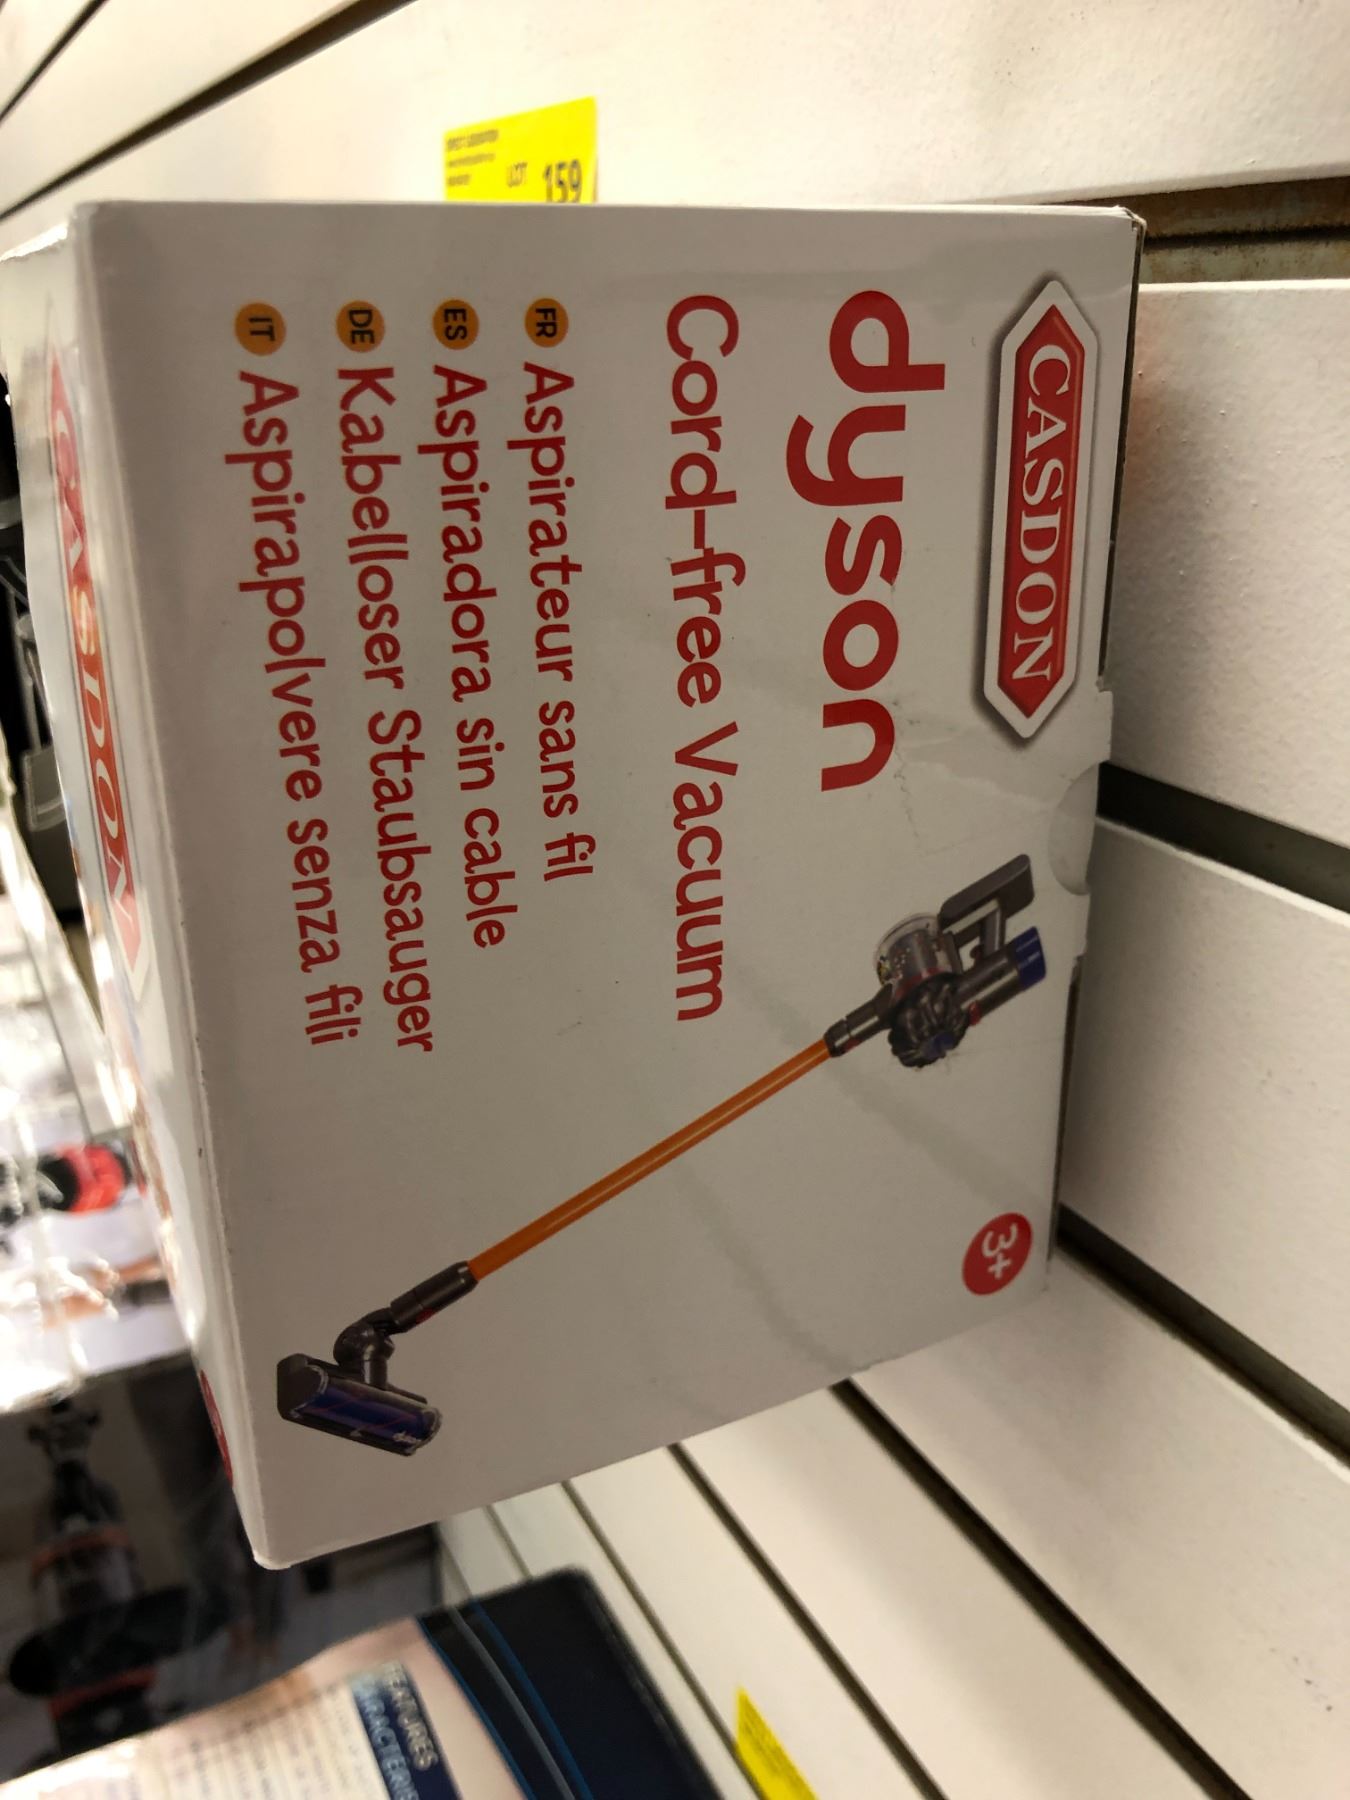 LOT 159
CASDON
dyson
Cord-free Vacuum
FR Aspirateur sans fil
ES Aspiradora sin cable
DE Kabelloser Staubsauger
IT Aspirapolvere senza fili
3+
CASDON